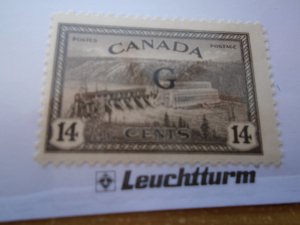 POSTES POSTAGE
CANADA
G
14 CENTS 14
Leuchtturm